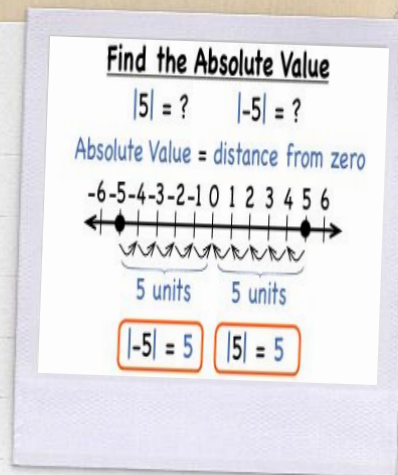 Find the Absolute Value
|5| = ? |-5| = ?
Absolute Value = distance from zero
-6 -5 -4 -3 -2 -1 0 1 2 3 4 5 6
5 units 5 units
|-5| = 5 |5| = 5